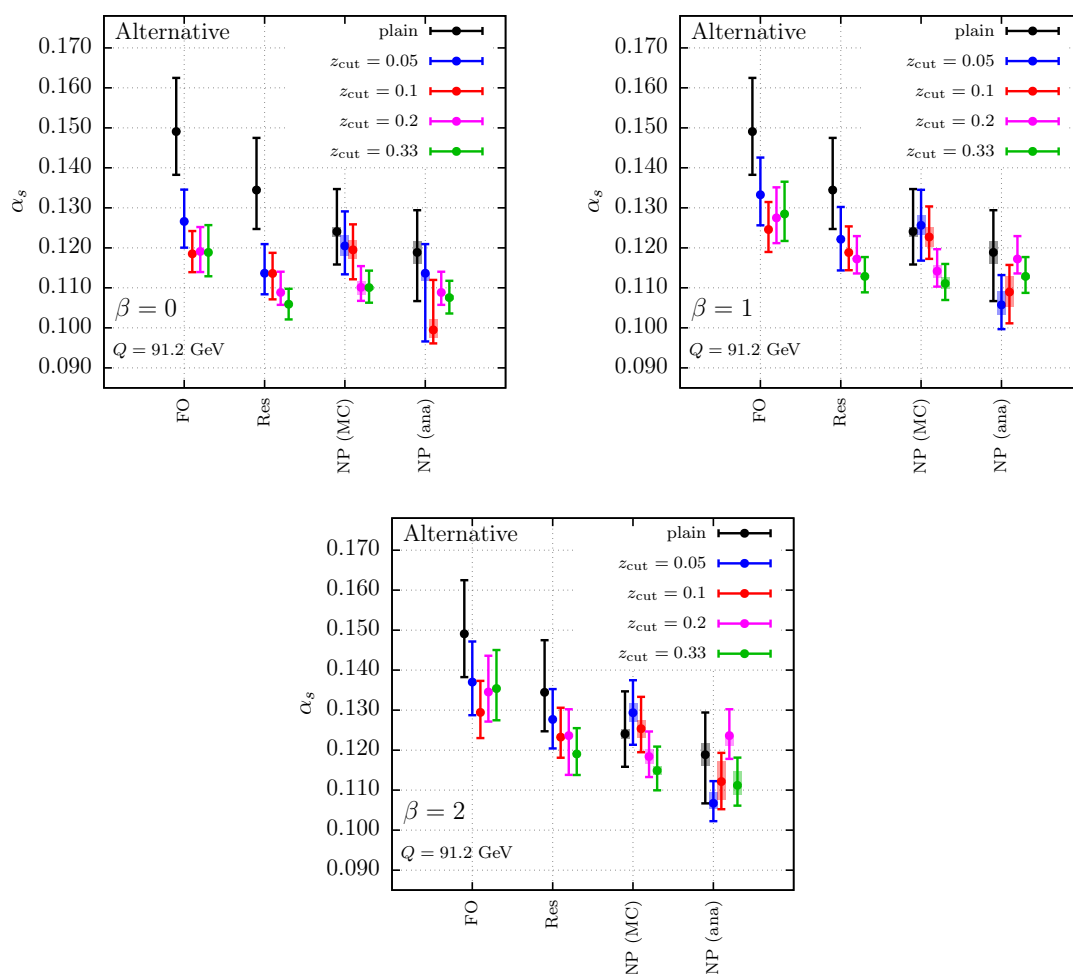 Alternative
plain
z_cut = 0.05
z_cut = 0.1
z_cut = 0.2
z_cut = 0.33
0.170
0.160
0.150
0.140
0.130
0.120
0.110
0.100
0.090
α_s
β = 0
Q = 91.2 GeV
FO
Res
NP (MC)
NP (ana)
Alternative
plain
z_cut = 0.05
z_cut = 0.1
z_cut = 0.2
z_cut = 0.33
0.170
0.160
0.150
0.140
0.130
0.120
0.110
0.100
0.090
α_s
β = 1
Q = 91.2 GeV
FO
Res
NP (MC)
NP (ana)
Alternative
plain
z_cut = 0.05
z_cut = 0.1
z_cut = 0.2
z_cut = 0.33
0.170
0.160
0.150
0.140
0.130
0.120
0.110
0.100
0.090
α_s
β = 2
Q = 91.2 GeV
FO
Res
NP (MC)
NP (ana)